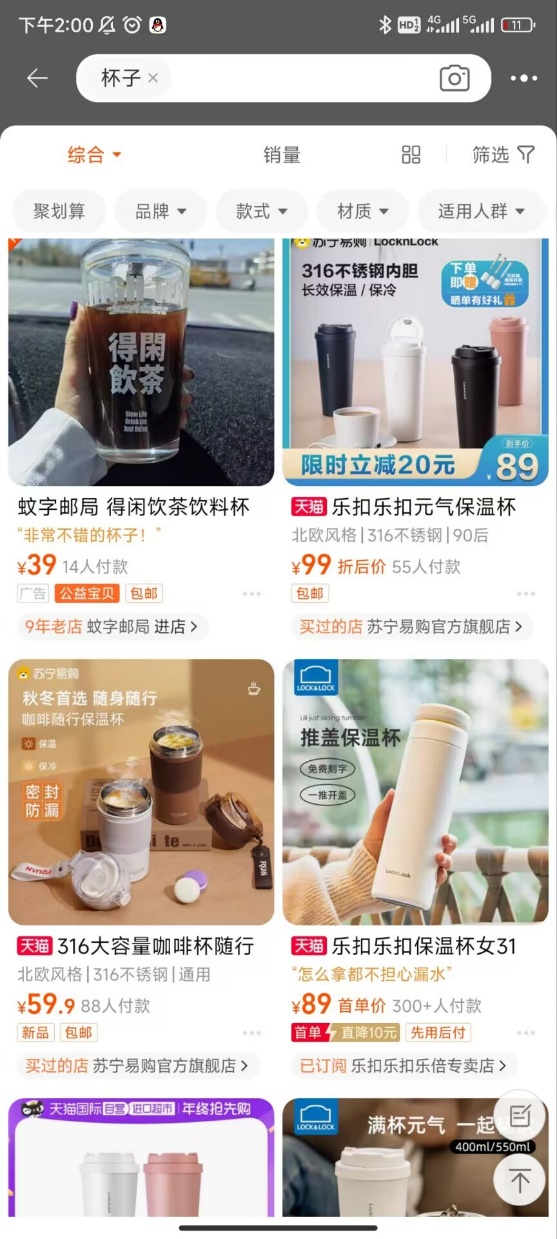 下午2:00
HD 4G 5G 11
杯子 ×
综合 销量 筛选
聚划算 品牌 款式 材质 适用人群
得閑
飲茶
蚊字邮局 得闲饮茶饮料杯
“非常不错的杯子！”
¥39 14人付款
广告 公益宝贝 包邮
9年老店 蚊字邮局 进店 >
苏宁易购 LocknLock
316不锈钢内胆
长效保温 / 保冷
下单
即赠
晒单有好礼
限时立减20元
到手价
¥89
天猫 乐扣乐扣元气保温杯
北欧风格|316不锈钢|90后
¥99 折后价 55人付款
包邮
买过的店 苏宁易购官方旗舰店 >
苏宁易购
秋冬首选 随身随行
咖啡随行保温杯
保温
保冷
密封
防漏
天猫 316大容量咖啡杯随行
北欧风格|316不锈钢|通用
¥59.9 88人付款
新品 包邮
买过的店 苏宁易购官方旗舰店 >
LOCK&LOCK
Lili just sliding tumbler
推盖保温杯
免费刻字
一推开盖
LocknLock
天猫 乐扣乐扣保温杯女31
“怎么拿都不担心漏水”
¥89 首单价 300+人付款
首单 直降10元 先用后付
已订阅 乐扣乐扣乐倍专卖店 >
天猫国际 自营 进口超市 年终抢先购
LOCK&LOCK
满杯元气 一起
400ml/550ml